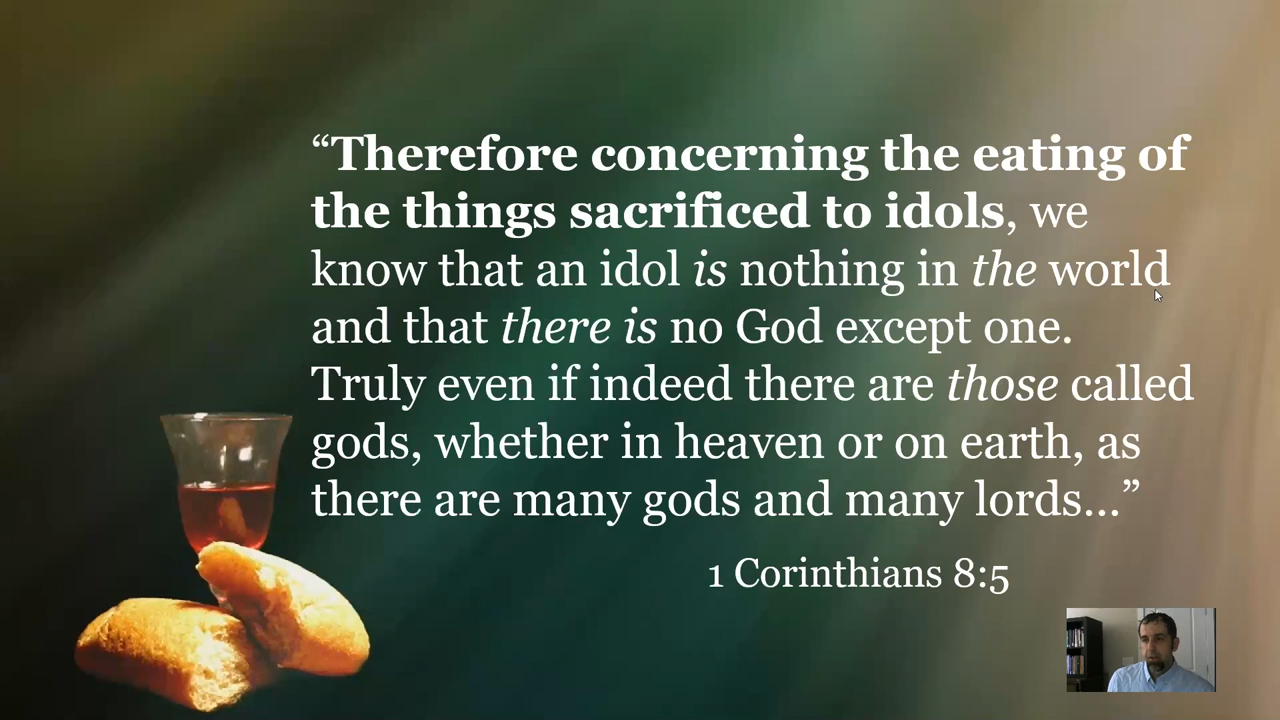 “Therefore concerning the eating of
the things sacrificed to idols, we
know that an idol is nothing in the world
and that there is no God except one.
Truly even if indeed there are those called
gods, whether in heaven or on earth, as
there are many gods and many lords...”
1 Corinthians 8:5